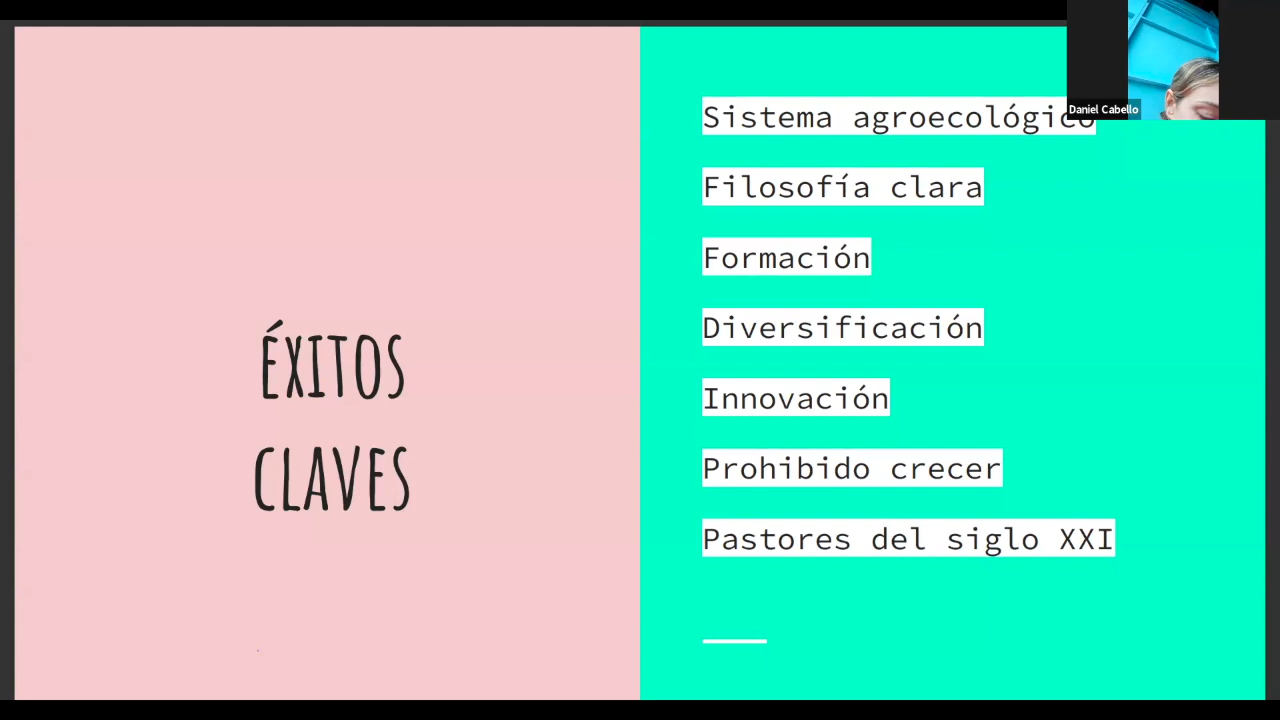 ÉXITOS
CLAVES
Sistema agroecológico
Filosofía clara
Formación
Diversificación
Innovación
Prohibido crecer
Pastores del siglo XXI
Daniel Cabello